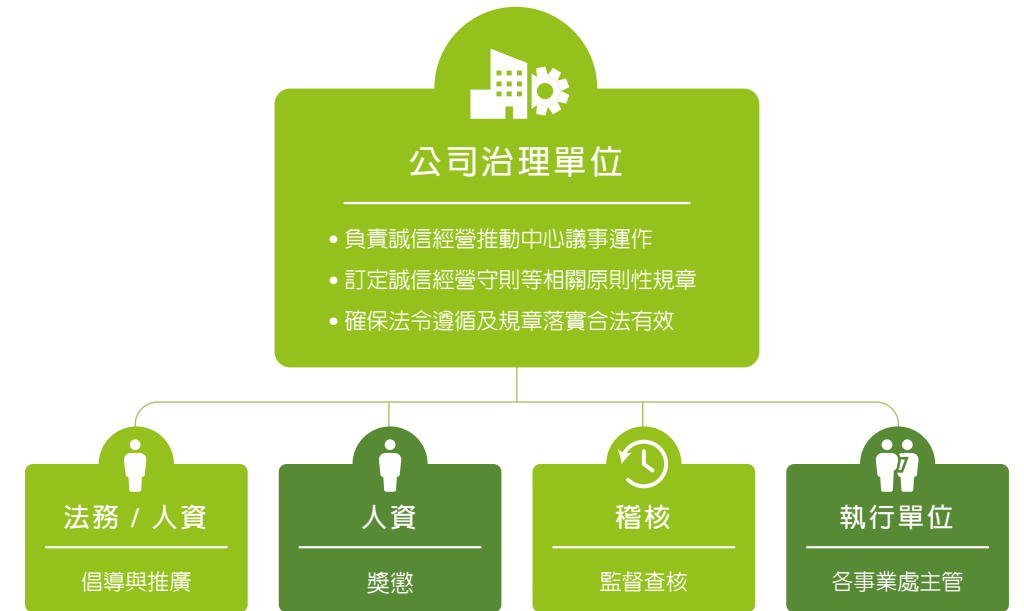 公司治理單位
• 負責誠信經營推動中心議事運作
• 訂定誠信經營守則等相關原則性規章
• 確保法令遵循及規章落實合法有效
法務 / 人資
倡導與推廣
人資
獎懲
稽核
監督查核
執行單位
各事業處主管